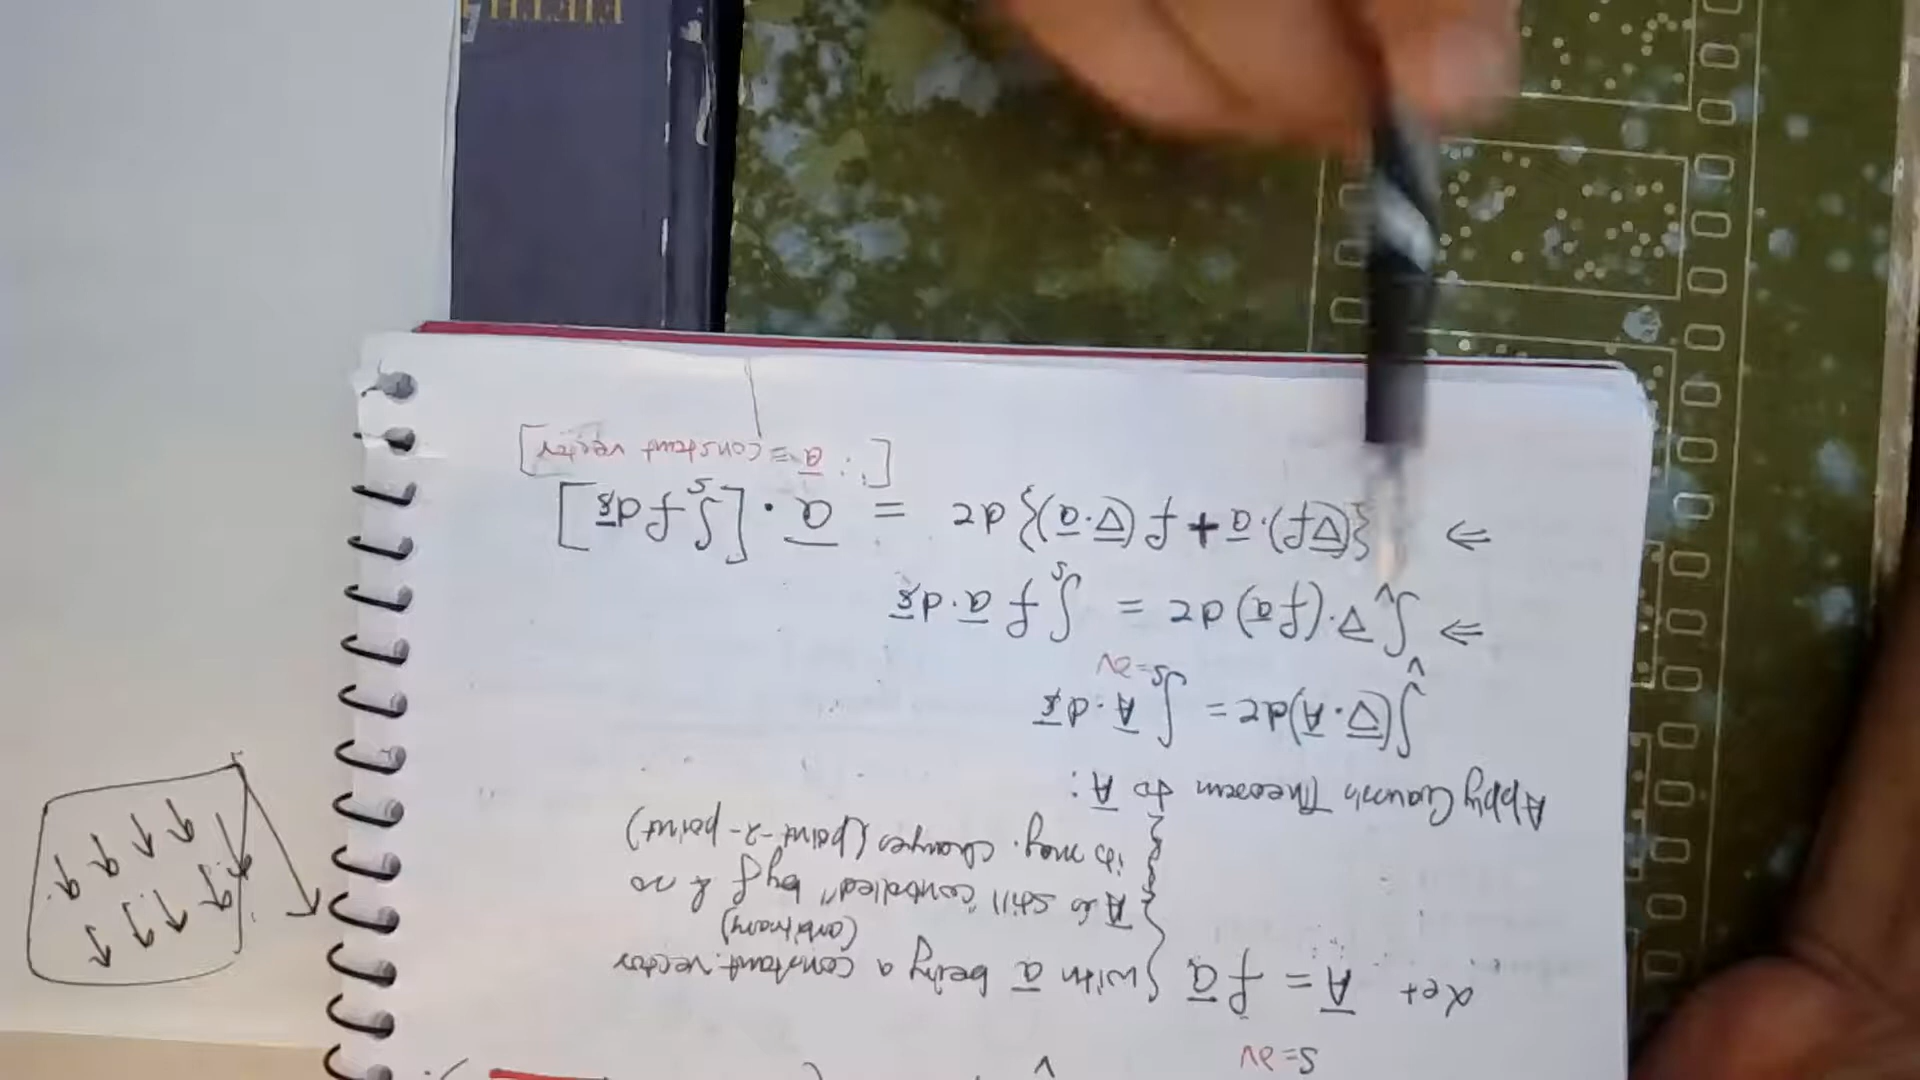 S=∂V
V
Let A = f a {with a being a constant vector
(arbitrary)
A is still "controlled" by f & so
its mag. changes (point-2-point)
Apply Gauss's Theorem to A:
∫(∇·A)dτ = ∫A·ds
V S=∂V
⇒ ∫∇·(fa)dτ = ∫f a·ds
V S
⇒ {(∇f)·a + f(∇·a)}dτ = a·[∫f ds]
S
[∵ a ≡ constant vector]